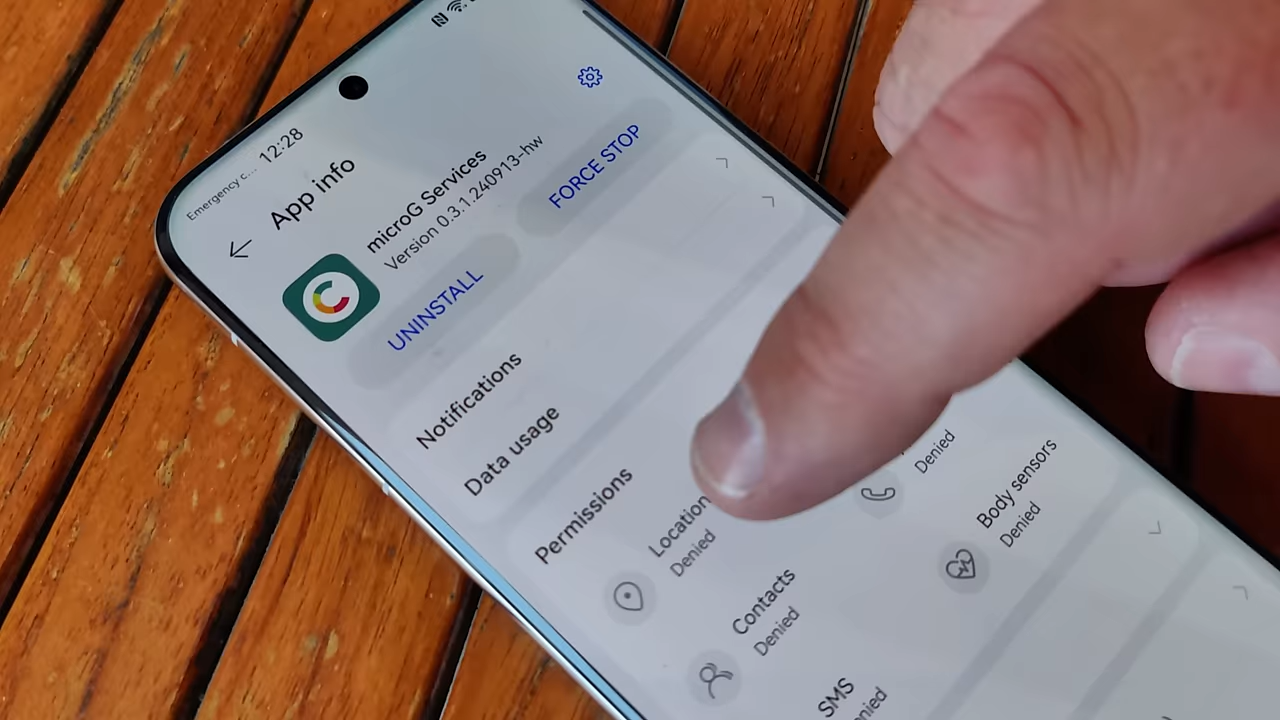 Emergency c... 12:28
App info
microG Services
Version 0.3.1.240913-hw
UNINSTALL
FORCE STOP
Notifications
Data usage
Permissions
Location
Denied
Denied
Contacts
Denied
Body sensors
Denied
SMS